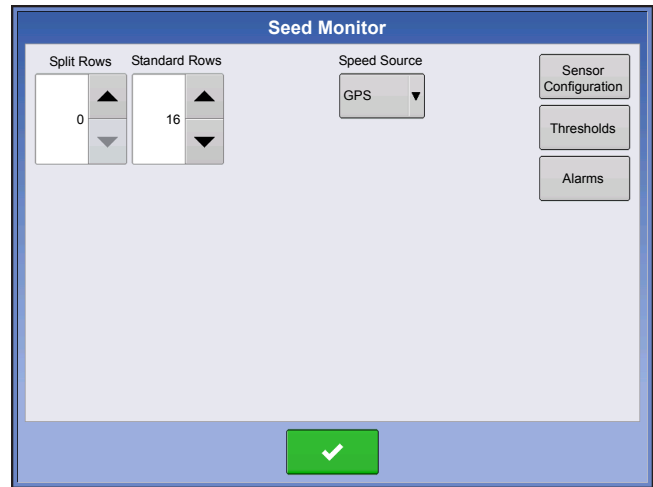 Seed Monitor
Split Rows Standard Rows Speed Source
0 16 GPS
Sensor
Configuration
Thresholds
Alarms